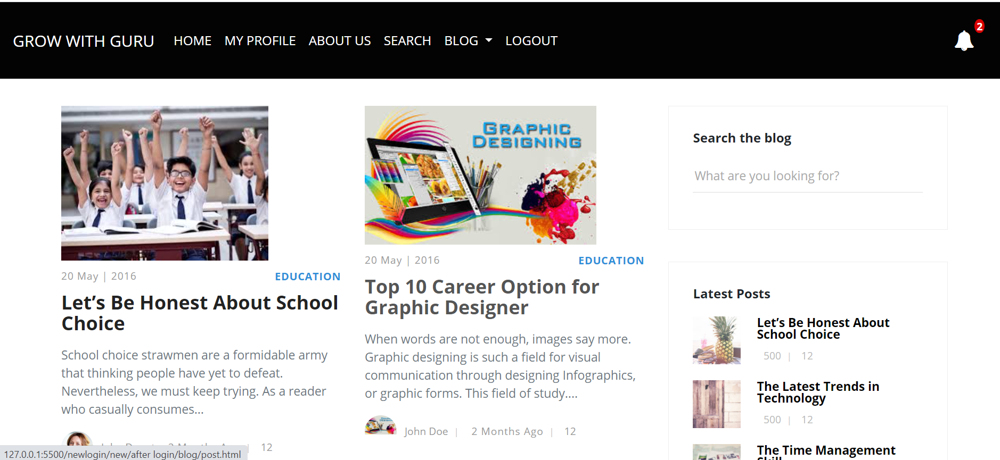 GROW WITH GURU HOME MY PROFILE ABOUT US SEARCH BLOG LOGOUT 2
20 May | 2016 EDUCATION
Let’s Be Honest About School
Choice
School choice strawmen are a formidable army
that thinking people have yet to defeat.
Nevertheless, we must keep trying. As a reader
who casually consumes...
12
GRAPHIC
DESIGNING
20 May | 2016 EDUCATION
Top 10 Career Option for
Graphic Designer
When words are not enough, images say more.
Graphic designing is such a field for visual
communication through designing Infographics,
or graphic forms. This field of study....
John Doe | 2 Months Ago | 12
Search the blog
What are you looking for?
Latest Posts
Let’s Be Honest About
School Choice
500 | 12
The Latest Trends in
Technology
500 | 12
The Time Management
127.0.0.1:5500/newlogin/new/after login/blog/post.html